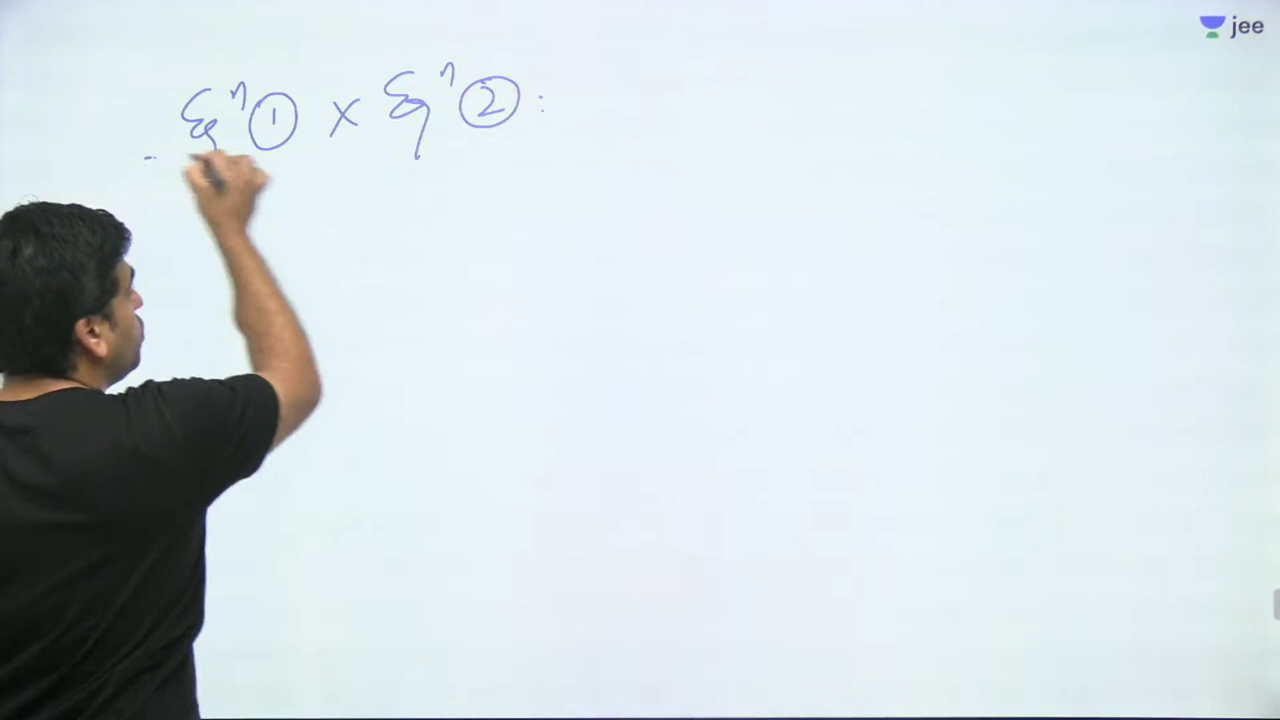 Eqⁿ ① × Eqⁿ ② :
jee